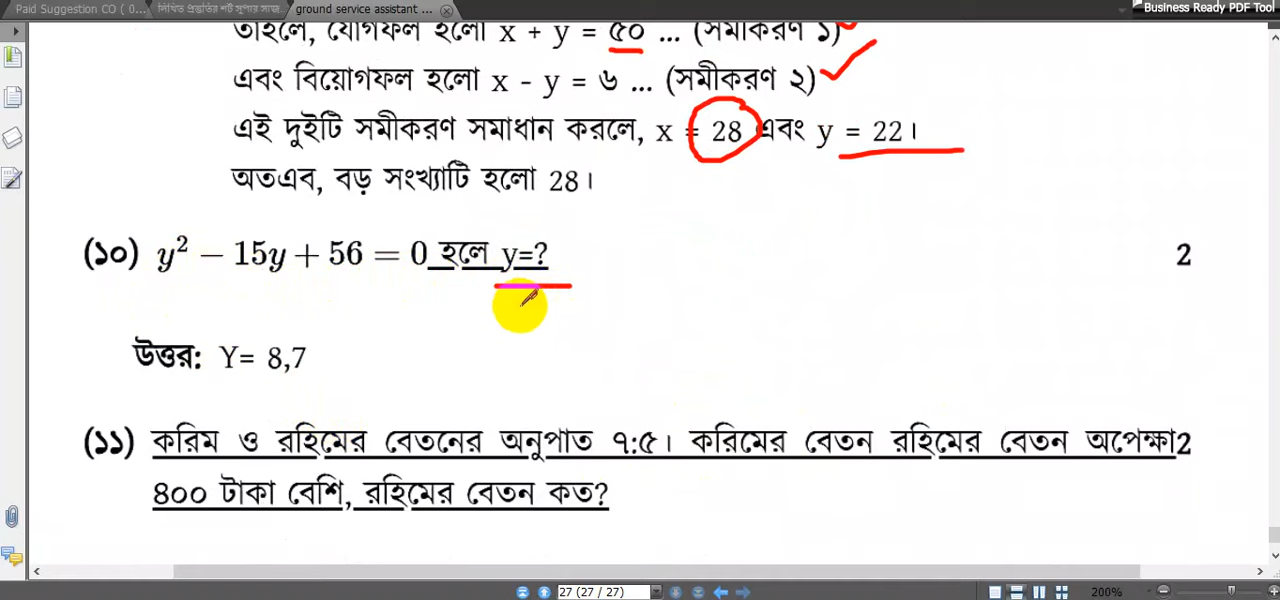 Paid Suggestion CO ( 0...
লিখিত প্রস্তুতির শর্ট সুপার সাজ...
ground service assistant ...
Business Ready PDF Tool
তাহলে, যোগফল হলো x + y = ৫০ ... (সমীকরণ ১)
এবং বিয়োগফল হলো x - y = ৬ ... (সমীকরণ ২)
এই দুইটি সমীকরণ সমাধান করলে, x = 28 এবং y = 22।
অতএব, বড় সংখ্যাটি হলো 28।
(১০) y² − 15y + 56 = 0 হলে y=? 2
উত্তর: Y= 8,7
(১১) করিম ও রহিমের বেতনের অনুপাত ৭:৫। করিমের বেতন রহিমের বেতন অপেক্ষা 2
৪০০ টাকা বেশি, রহিমের বেতন কত?
27 (27 / 27)
200%